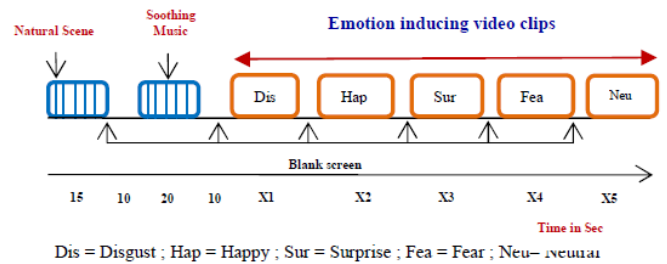 Natural Scene
Soothing
Music
Emotion inducing video clips
Dis Hap Sur Fea Neu
Blank screen
15 10 20 10 X1 X2 X3 X4 X5
Time in Sec
Dis = Disgust ; Hap = Happy ; Sur = Surprise ; Fea = Fear ; Neu– Neutral